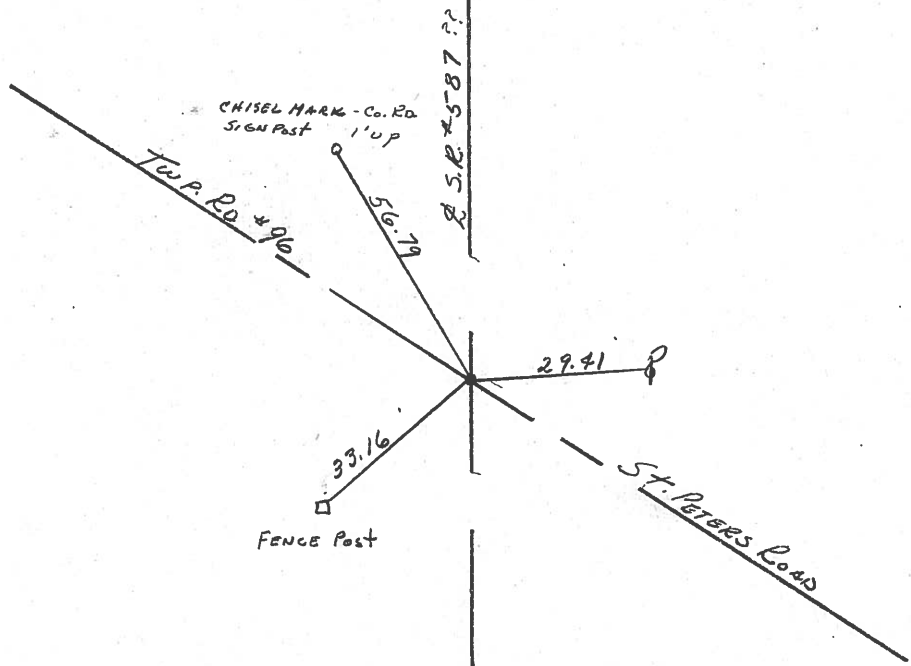 ℄ S.R. #587 ??
CHISEL MARK - Co. RD.
SIGN POST 1' UP
TWP. RD #96
56.79
29.41
P
33.16
FENCE POST
ST. PETERS ROAD